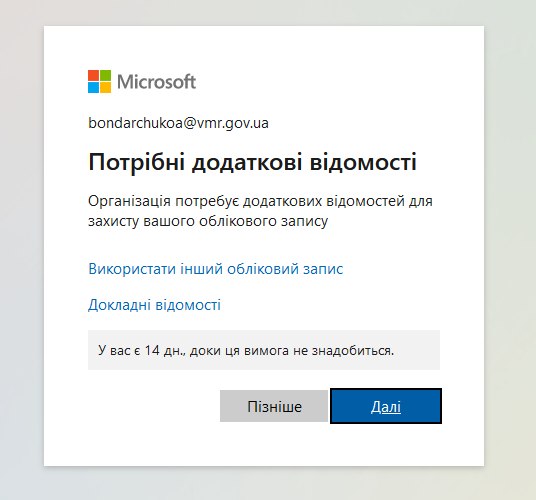 Microsoft
bondarchukoa@vmr.gov.ua
Потрібні додаткові відомості
Організація потребує додаткових відомостей для
захисту вашого облікового запису
Використати інший обліковий запис
Докладні відомості
У вас є 14 дн., доки ця вимога не знадобиться.
Пізніше
Далі